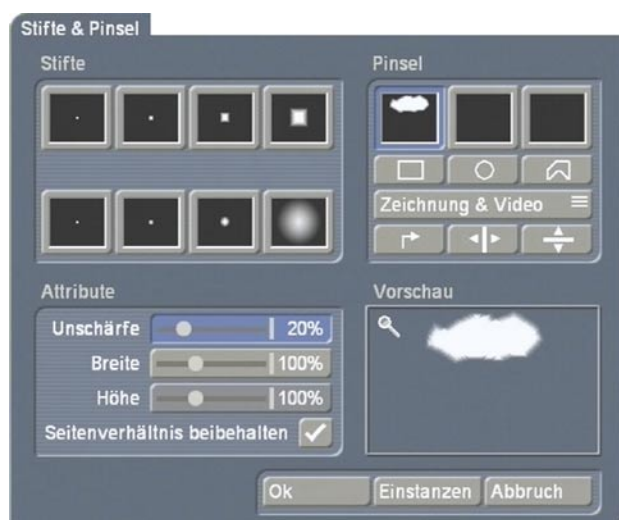 Stifte & Pinsel
Stifte
Pinsel
Zeichnung & Video
Attribute
Unschärfe 20%
Breite 100%
Höhe 100%
Seitenverhältnis beibehalten
Vorschau
Ok Einstanzen Abbruch